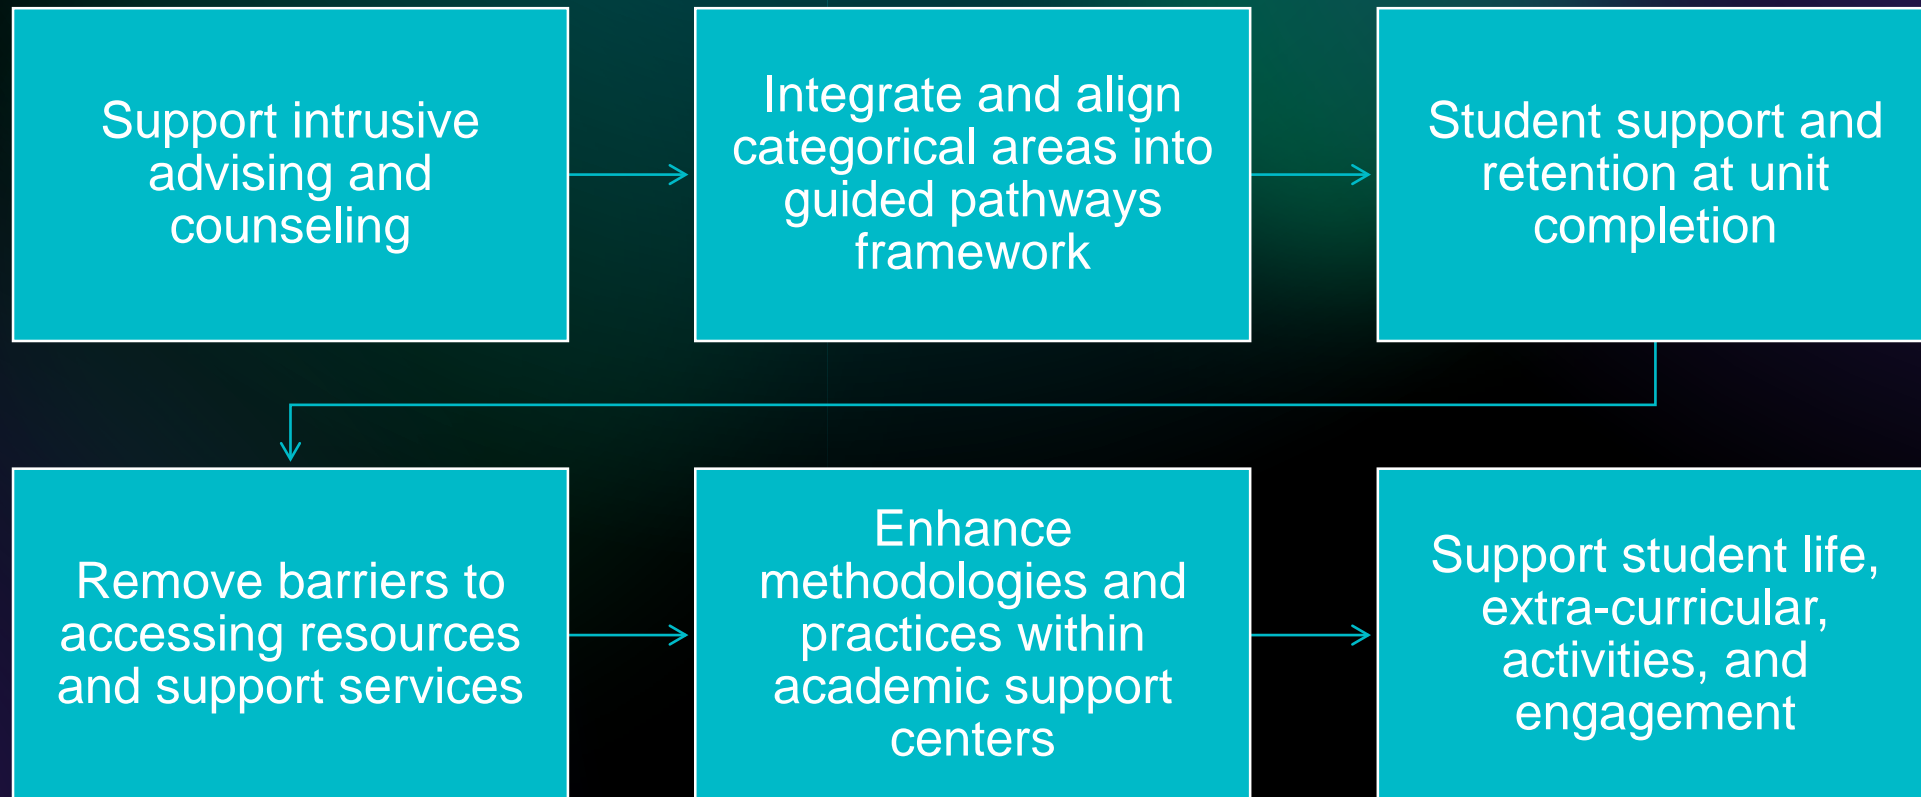 Support intrusive
advising and
counseling
Integrate and align
categorical areas into
guided pathways
framework
Student support and
retention at unit
completion
Remove barriers to
accessing resources
and support services
Enhance
methodologies and
practices within
academic support
centers
Support student life,
extra-curricular,
activities, and
engagement